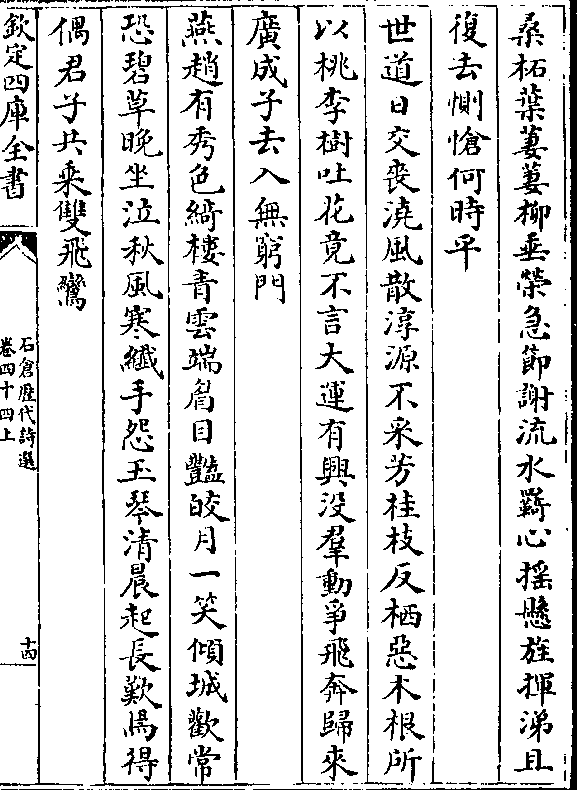 桑柘葉萋萋柳垂榮急節謝流水羇心揺懸旌揮涕且
復去惻愴何時平
世道日交喪澆風散淳源不采芳桂枝反栖惡木根所
以桃李樹吐花竟不言大運有興没羣動爭飛奔歸來
廣成子去入無窮門
燕趙有秀色綺樓青雲端眉目豔皎月一笑傾城歡常
恐碧草晚坐泣秋風寒纖手怨玉琴清晨起長歎焉得
偶君子共乘雙飛鸞
欽定四庫全書
石倉歴代詩選
卷四十四上
十四